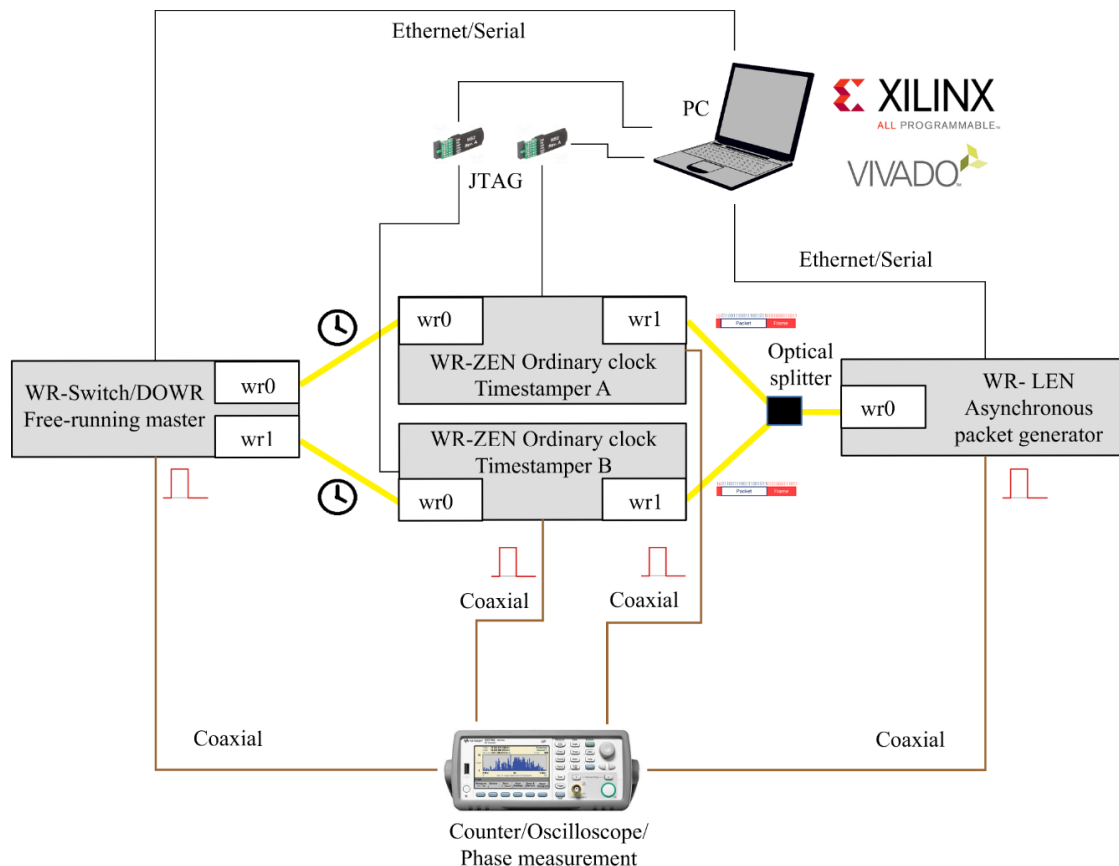 Ethernet/Serial
PC
XILINX
ALL PROGRAMMABLE
VIVADO
JTAG
Ethernet/Serial
wr0
wr1
WR-ZEN Ordinary clock
Timestamper A
Packet
Frame
Optical
splitter
WR-Switch/DOWR
Free-running master
wr0
wr1
WR- LEN
Asynchronous
packet generator
wr0
WR-ZEN Ordinary clock
Timestamper B
wr0
wr1
Packet
Frame
Coaxial
Coaxial
Coaxial
Coaxial
Counter/Oscilloscope/
Phase measurement